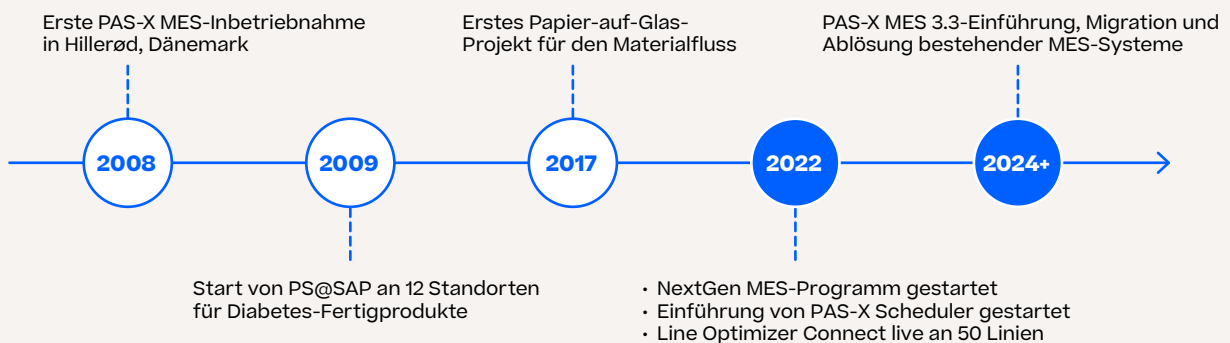 Erste PAS-X MES-Inbetriebnahme
in Hillerød, Dänemark
Erstes Papier-auf-Glas-
Projekt für den Materialfluss
PAS-X MES 3.3-Einführung, Migration und
Ablösung bestehender MES-Systeme
2008
2009
2017
2022
2024+
Start von PS@SAP an 12 Standorten
für Diabetes-Fertigprodukte
• NextGen MES-Programm gestartet
• Einführung von PAS-X Scheduler gestartet
• Line Optimizer Connect live an 50 Linien